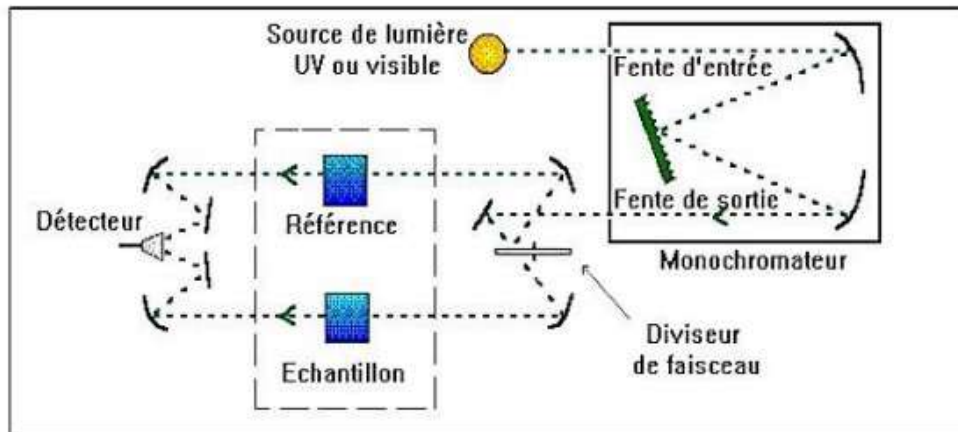 Source de lumière
UV ou visible
Fente d'entrée
Fente de sortie
Monochromateur
Référence
Détecteur
Echantillon
Diviseur
de faisceau